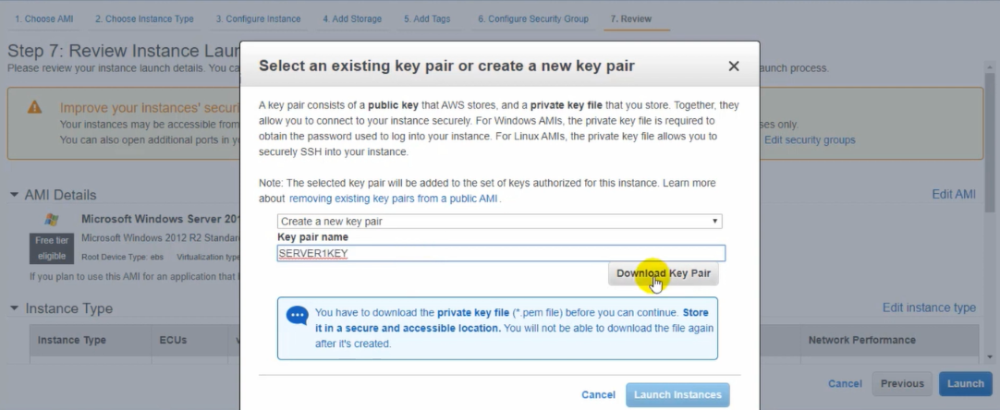 1. Choose AMI 2. Choose Instance Type 3. Configure Instance 4. Add Storage 5. Add Tags 6. Configure Security Group 7. Review
Step 7: Review Instance Laun
Please review your instance launch details. You ca
aunch process.
Improve your instances' securi
Your instances may be accessible from
ses only.
You can also open additional ports in yo
Edit security groups
AMI Details
Edit AMI
Microsoft Windows Server 201
Free tier
eligible
Microsoft Windows 2012 R2 Standar
Root Device Type: ebs Virtualization type
If you plan to use this AMI for an application that
Instance Type
Edit instance type
Instance Type ECUs
Network Performance
Select an existing key pair or create a new key pair
A key pair consists of a public key that AWS stores, and a private key file that you store. Together, they
allow you to connect to your instance securely. For Windows AMIs, the private key file is required to
obtain the password used to log into your instance. For Linux AMIs, the private key file allows you to
securely SSH into your instance.
Note: The selected key pair will be added to the set of keys authorized for this instance. Learn more
about removing existing key pairs from a public AMI .
Create a new key pair
Key pair name
SERVER1KEY
Download Key Pair
You have to download the private key file (*.pem file) before you can continue. Store
it in a secure and accessible location. You will not be able to download the file again
after it's created.
Cancel Launch Instances
Cancel Previous Launch